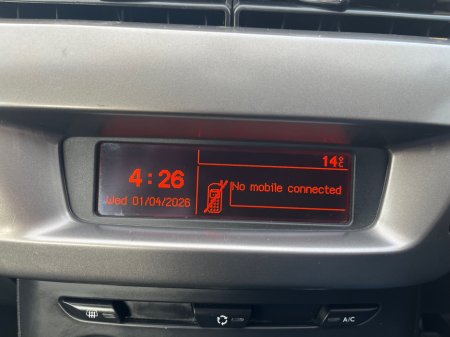 14°C
4:26
No mobile connected
Wed 01/04/2026
A/C